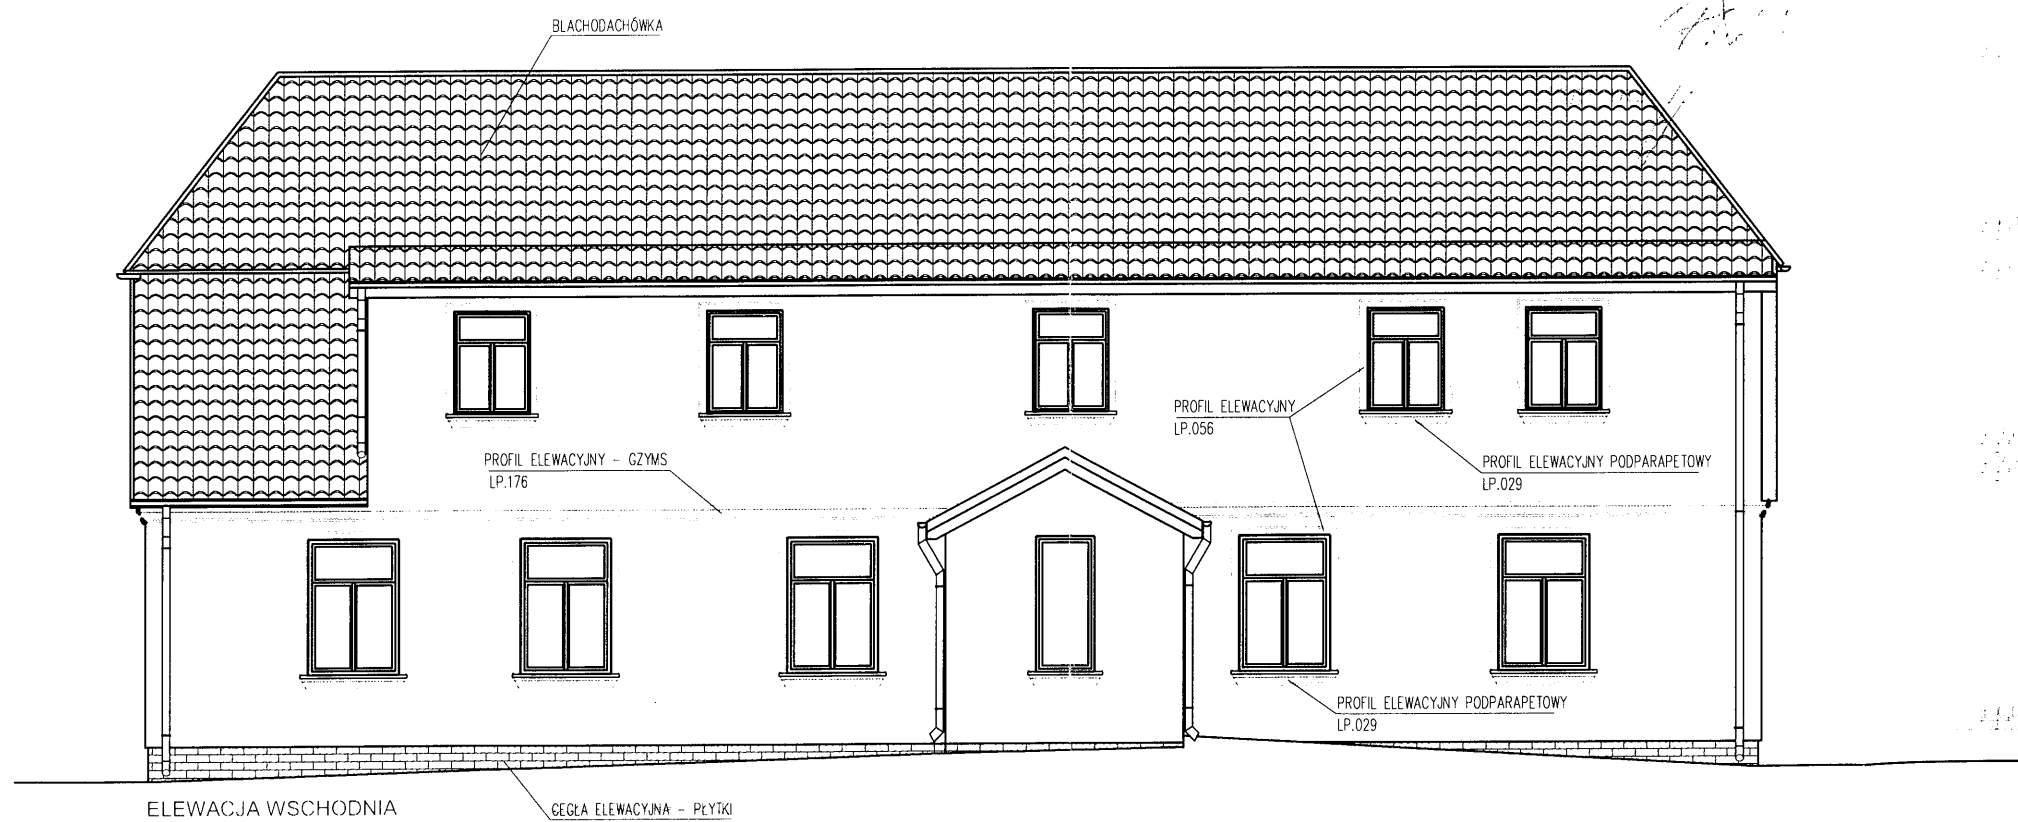 BLACHODACHÓWKA
PROFIL ELEWACYJNY
LP.056
PROFIL ELEWACYJNY - GZYMS
LP.176
PROFIL ELEWACYJNY PODPARAPETOWY
LP.029
PROFIL ELEWACYJNY PODPARAPETOWY
LP.029
ELEWACJA WSCHODNIA
CEGŁA ELEWACYJNA - PŁYTKI